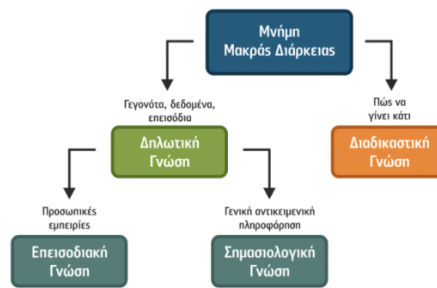 Μνήμη
Μακράς Διάρκειας
Γεγονότα, δεδομένα,
επεισόδια
Πώς να
γίνει κάτι
Δηλωτική
Γνώση
Διαδικαστική
Γνώση
Προσωπικές
εμπειρίες
Γενική αντικειμενική
πληροφόρηση
Επεισοδιακή
Γνώση
Σημασιολογική
Γνώση